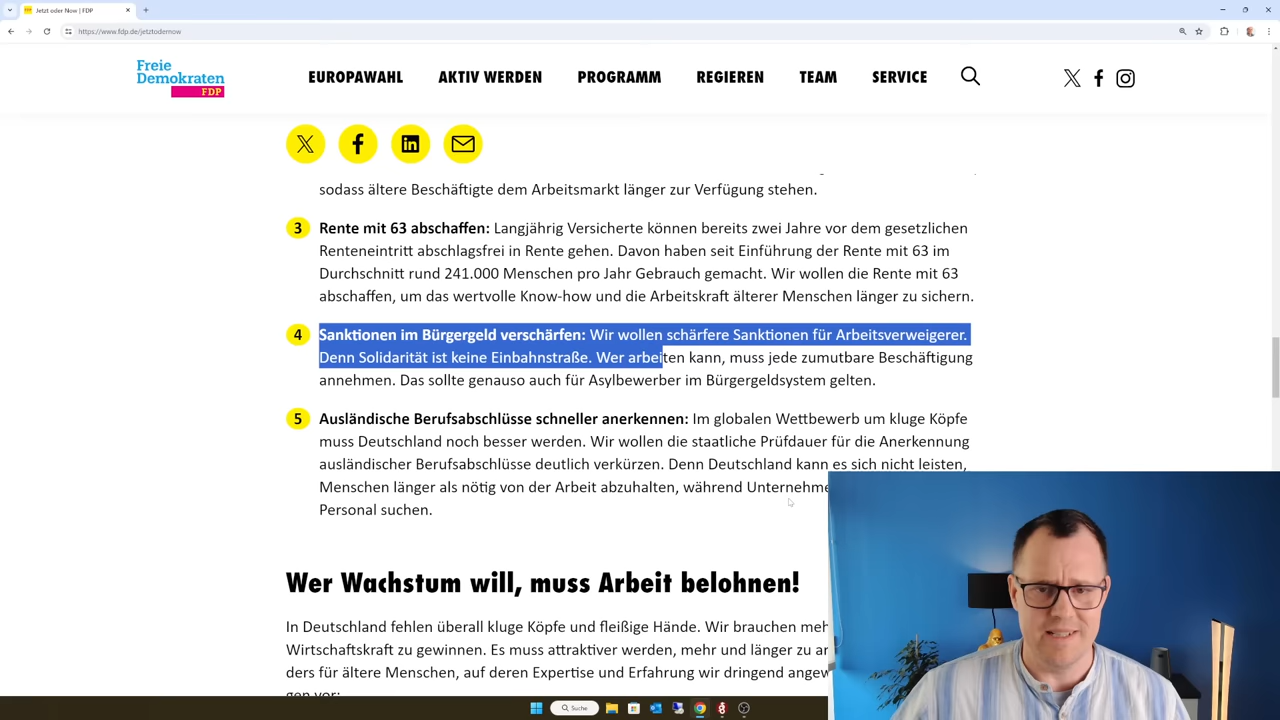 Jetzt oder Now | FDP
https://www.fdp.de/jetztodernow
Freie
Demokraten
FDP
EUROPAWAHL
AKTIV WERDEN
PROGRAMM
REGIEREN
TEAM
SERVICE
sodass ältere Beschäftigte dem Arbeitsmarkt länger zur Verfügung stehen.
3 Rente mit 63 abschaffen: Langjährig Versicherte können bereits zwei Jahre vor dem gesetzlichen
Renteneintritt abschlagsfrei in Rente gehen. Davon haben seit Einführung der Rente mit 63 im
Durchschnitt rund 241.000 Menschen pro Jahr Gebrauch gemacht. Wir wollen die Rente mit 63
abschaffen, um das wertvolle Know-how und die Arbeitskraft älterer Menschen länger zu sichern.
4 Sanktionen im Bürgergeld verschärfen: Wir wollen schärfere Sanktionen für Arbeitsverweigerer.
Denn Solidarität ist keine Einbahnstraße. Wer arbeiten kann, muss jede zumutbare Beschäftigung
annehmen. Das sollte genauso auch für Asylbewerber im Bürgergeldsystem gelten.
5 Ausländische Berufsabschlüsse schneller anerkennen: Im globalen Wettbewerb um kluge Köpfe
muss Deutschland noch besser werden. Wir wollen die staatliche Prüfdauer für die Anerkennung
ausländischer Berufsabschlüsse deutlich verkürzen. Denn Deutschland kann es sich nicht leisten,
Menschen länger als nötig von der Arbeit abzuhalten, während Unternehme
Personal suchen.
Wer Wachstum will, muss Arbeit belohnen!
In Deutschland fehlen überall kluge Köpfe und fleißige Hände. Wir brauchen meh
Wirtschaftskraft zu gewinnen. Es muss attraktiver werden, mehr und länger zu ar
ders für ältere Menschen, auf deren Expertise und Erfahrung wir dringend angew
gen vor:
Suche